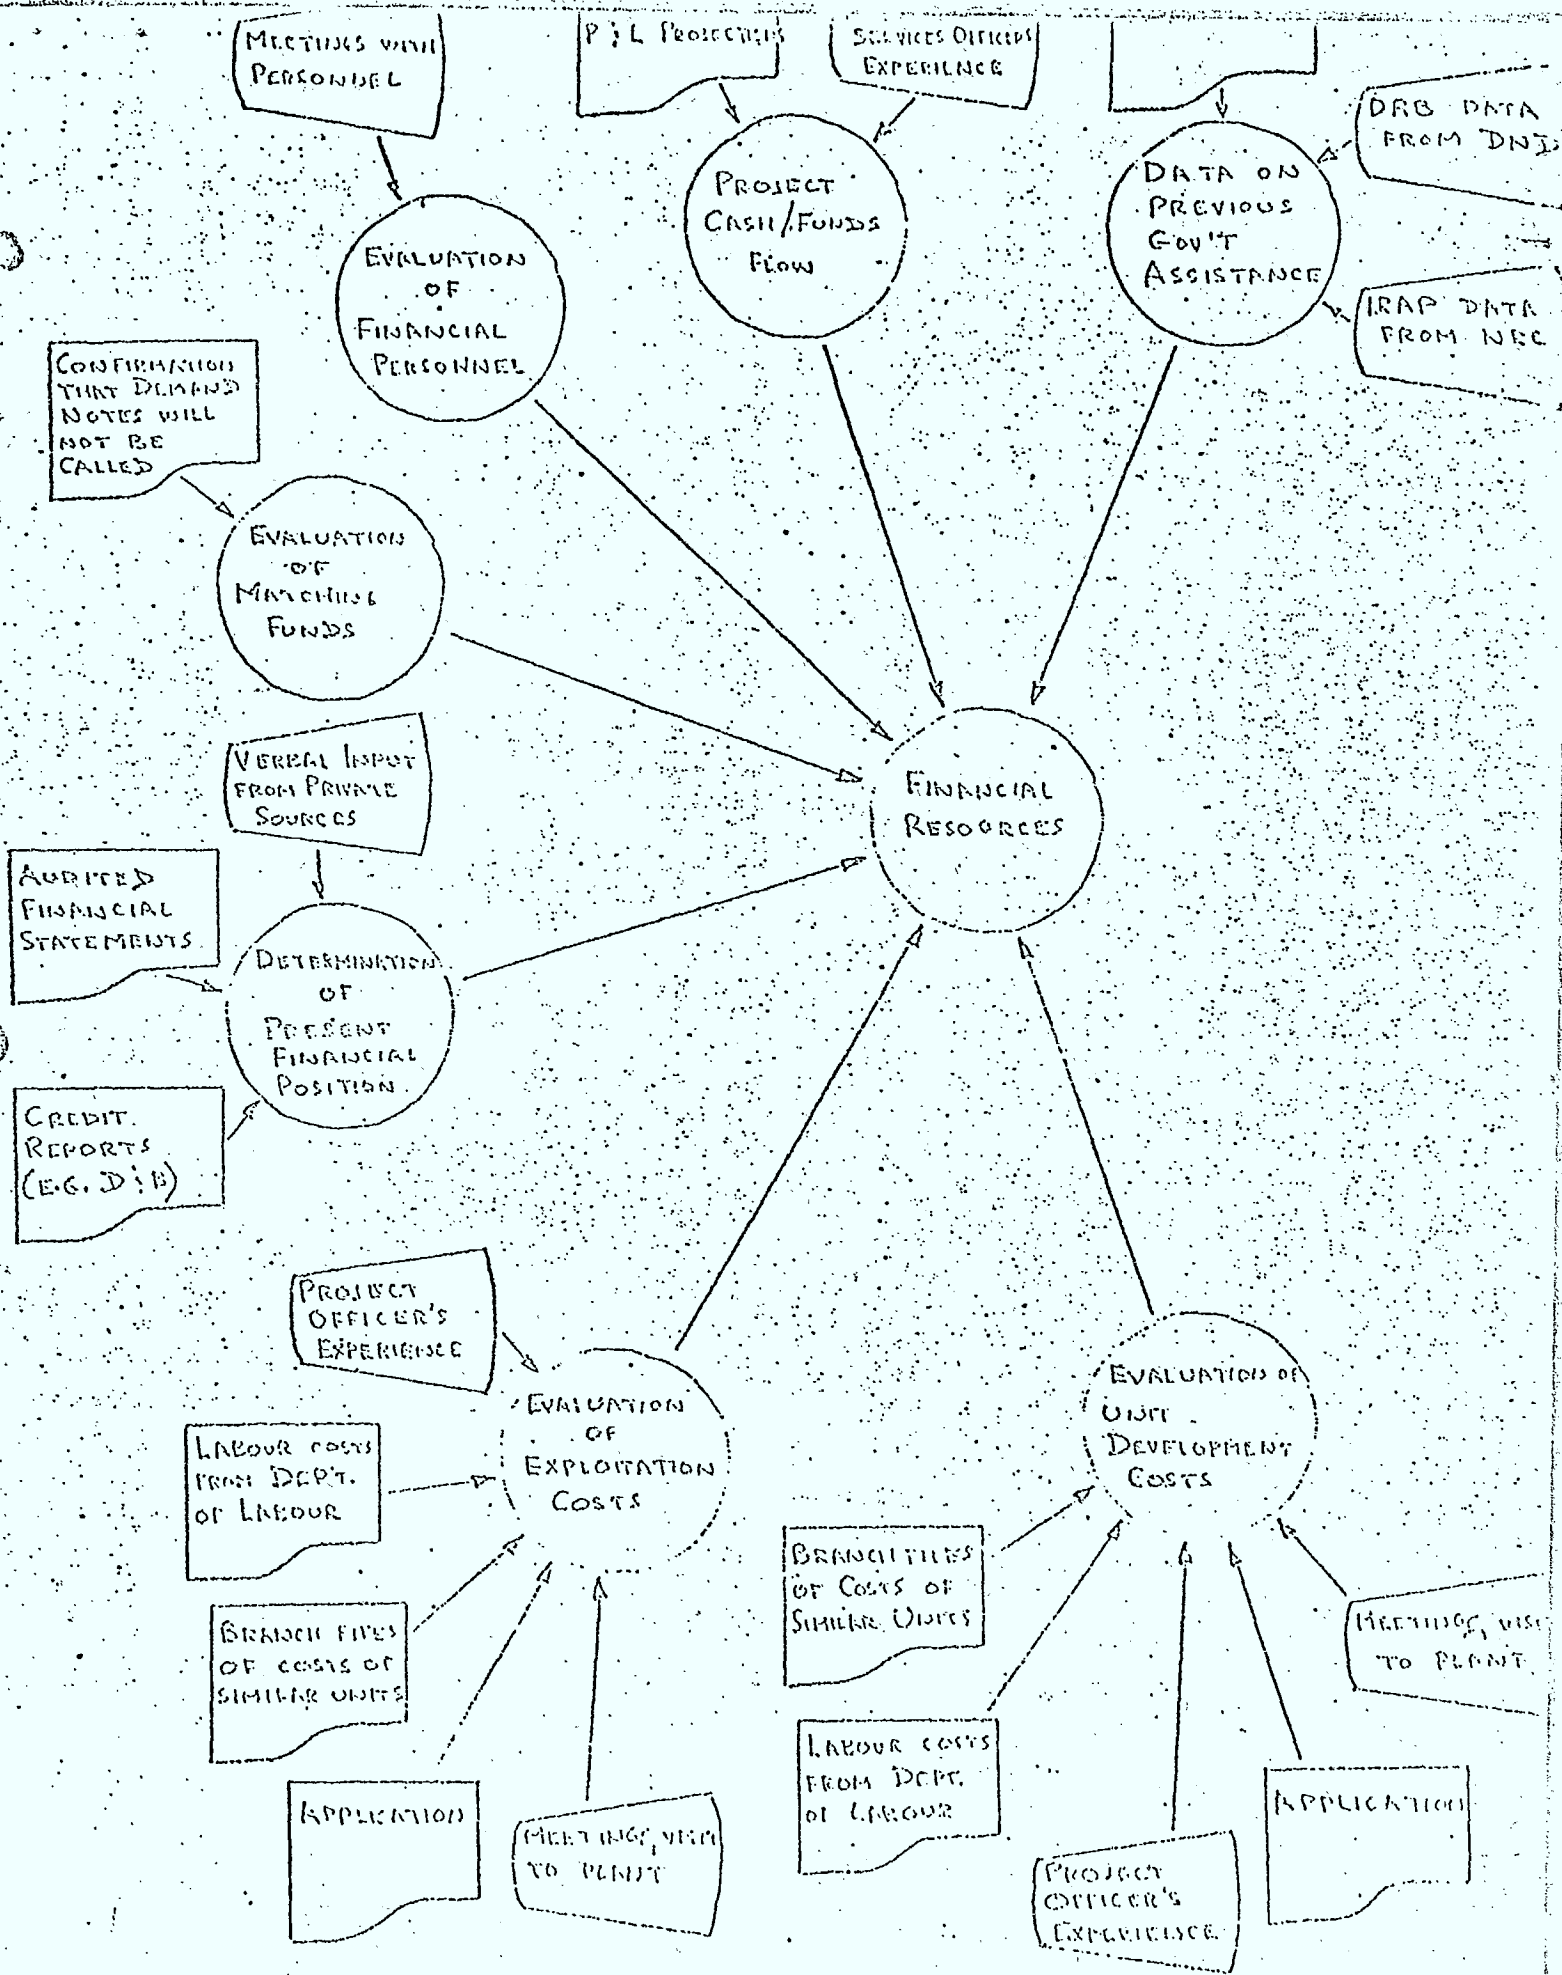 MEETINGS WITH
PERSONNEL
P & L PROJECTIONS
SERVICES OFFICERS
EXPERIENCE
DRB DATA
FROM DND
EVALUATION
OF
FINANCIAL
PERSONNEL
PROJECT
CASH/FUNDS
FLOW
DATA ON
PREVIOUS
GOV'T
ASSISTANCE
IRAP DATA
FROM NRC
CONFIRMATION
THAT DEMAND
NOTES WILL
NOT BE
CALLED
EVALUATION
OF
MATCHING
FUNDS
VERBAL INPUT
FROM PRIVATE
SOURCES
FINANCIAL
RESOURCES
AUDITED
FINANCIAL
STATEMENTS
DETERMINATION
OF
PRESENT
FINANCIAL
POSITION
CREDIT
REPORTS
(E.G. D & B)
PROJECT
OFFICER'S
EXPERIENCE
EVALUATION
OF
EXPLOITATION
COSTS
EVALUATION OF
UNIT
DEVELOPMENT
COSTS
LABOUR COSTS
FROM DEPT.
OF LABOUR
BRANCH FILES
OF COSTS OF
SIMILAR UNITS
BRANCH FILES
OF COSTS OF
SIMILAR UNITS
MEETINGS,
TO PLANT
LABOUR COSTS
FROM DEPT.
OF LABOUR
APPLICATION
MEETINGS, VISIT
TO PLANT
APPLICATION
PROJECT
OFFICER'S
EXPERIENCE